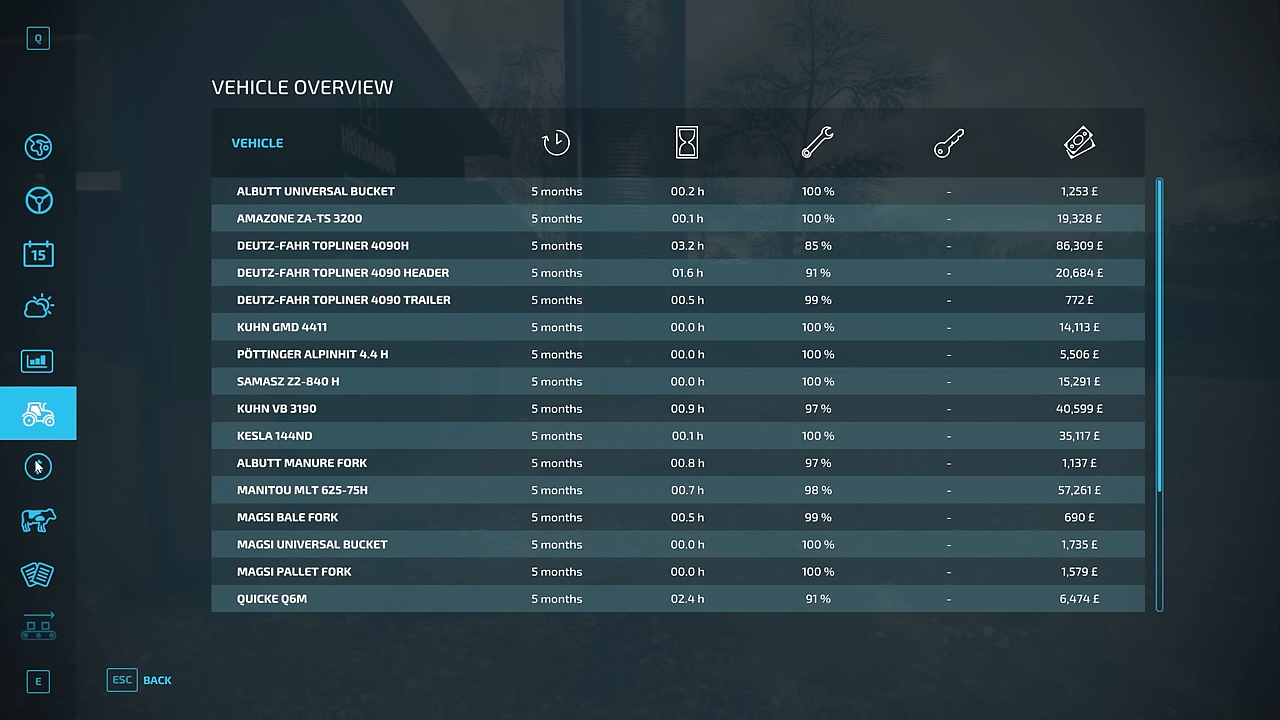 Q
VEHICLE OVERVIEW
HÖRMANN
VEHICLE
ALBUTT UNIVERSAL BUCKET 5 months 00.2 h 100 % - 1,253 £
AMAZONE ZA-TS 3200 5 months 00.1 h 100 % - 19,328 £
15
DEUTZ-FAHR TOPLINER 4090H 5 months 03.2 h 85 % - 86,309 £
DEUTZ-FAHR TOPLINER 4090 HEADER 5 months 01.6 h 91 % - 20,684 £
DEUTZ-FAHR TOPLINER 4090 TRAILER 5 months 00.5 h 99 % - 772 £
KUHN GMD 4411 5 months 00.0 h 100 % - 14,113 £
PÖTTINGER ALPINHIT 4.4 H 5 months 00.0 h 100 % - 5,506 £
SAMASZ Z2-840 H 5 months 00.0 h 100 % - 15,291 £
KUHN VB 3190 5 months 00.9 h 97 % - 40,599 £
KESLA 144ND 5 months 00.1 h 100 % - 35,117 £
ALBUTT MANURE FORK 5 months 00.8 h 97 % - 1,137 £
MANITOU MLT 625-75H 5 months 00.7 h 98 % - 57,261 £
MAGSI BALE FORK 5 months 00.5 h 99 % - 690 £
MAGSI UNIVERSAL BUCKET 5 months 00.0 h 100 % - 1,735 £
MAGSI PALLET FORK 5 months 00.0 h 100 % - 1,579 £
QUICKE Q6M 5 months 02.4 h 91 % - 6,474 £
E
ESC BACK